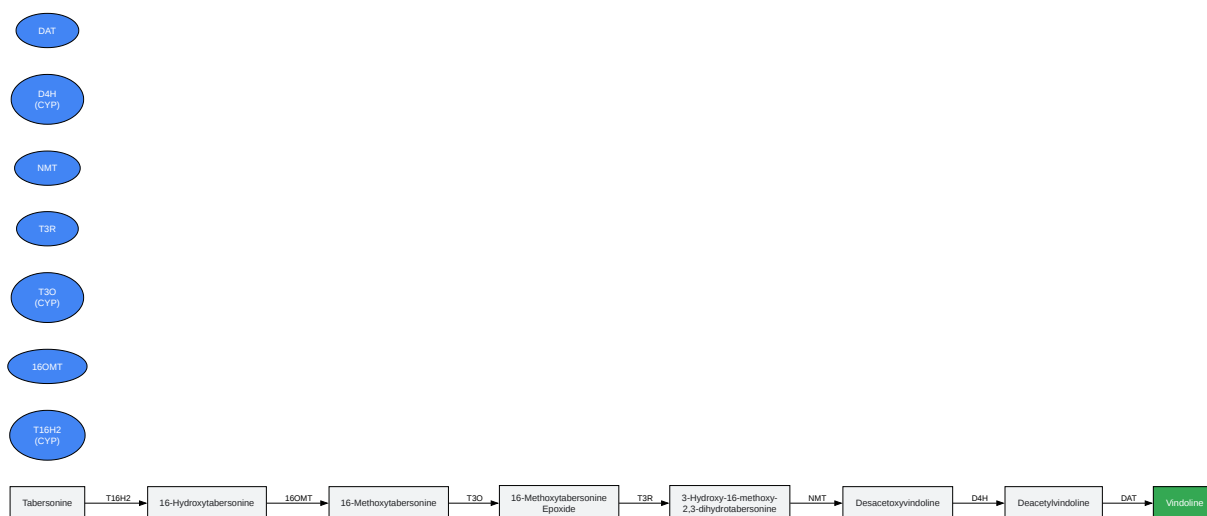 DAT
D4H
(CYP)
NMT
T3R
T3O
(CYP)
16OMT
T16H2
(CYP)
Tabersonine
T16H2
16-Hydroxytabersonine
16OMT
16-Methoxytabersonine
T3O
16-Methoxytabersonine
Epoxide
T3R
3-Hydroxy-16-methoxy-
2,3-dihydrotabersonine
NMT
Desacetoxyvindoline
D4H
Deacetylvindoline
DAT
Vindoline